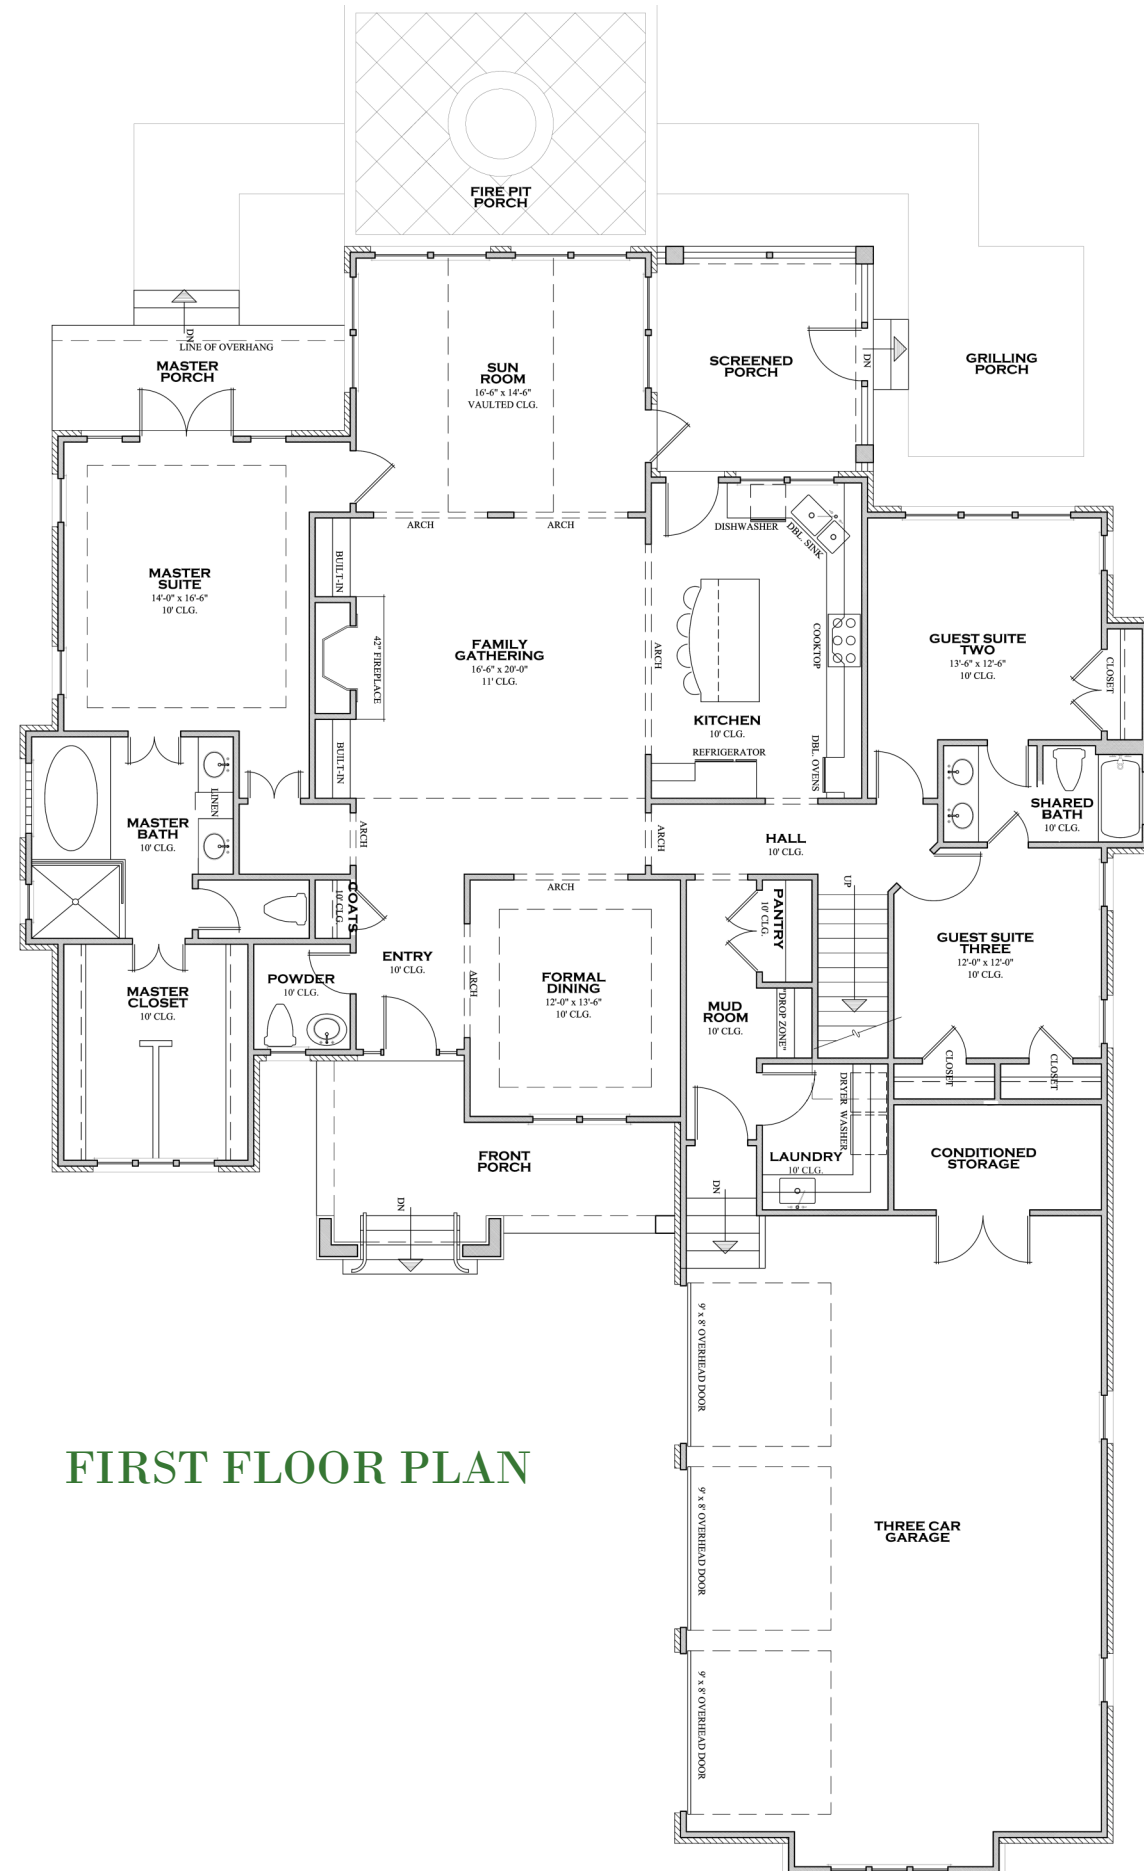 FIRE PIT
PORCH
DN
LINE OF OVERHANG
MASTER
PORCH
SUN
ROOM
16'-6" x 14'-6"
VAULTED CLG.
SCREENED
PORCH
DN
GRILLING
PORCH
ARCH
ARCH
DISHWASHER
DBL. SINK
MASTER
SUITE
14'-0" x 16'-6"
10' CLG.
BUILT-IN
42" FIREPLACE
BUILT-IN
FAMILY
GATHERING
16'-6" x 20'-0"
11' CLG.
ARCH
COOKTOP
KITCHEN
10' CLG.
REFRIGERATOR
DBL. OVENS
GUEST SUITE
TWO
13'-6" x 12'-6"
10' CLG.
CLOSET
LINEN
MASTER
BATH
10' CLG.
ARCH
ARCH
HALL
10' CLG.
SHARED
BATH
10' CLG.
UP
COATS
10' CLG.
ARCH
PANTRY
10' CLG.
ENTRY
10' CLG.
ARCH
FORMAL
DINING
12'-0" x 13'-6"
10' CLG.
GUEST SUITE
THREE
12'-0" x 12'-0"
10' CLG.
POWDER
10' CLG.
MASTER
CLOSET
10' CLG.
MUD
ROOM
10' CLG.
"DROP ZONE"
CLOSET
CLOSET
DRYER
WASHER
LAUNDRY
10' CLG.
CONDITIONED
STORAGE
FRONT
PORCH
DN
DN
9' x 8' OVERHEAD DOOR
FIRST FLOOR PLAN
9' x 8' OVERHEAD DOOR
THREE CAR
GARAGE
9' x 8' OVERHEAD DOOR